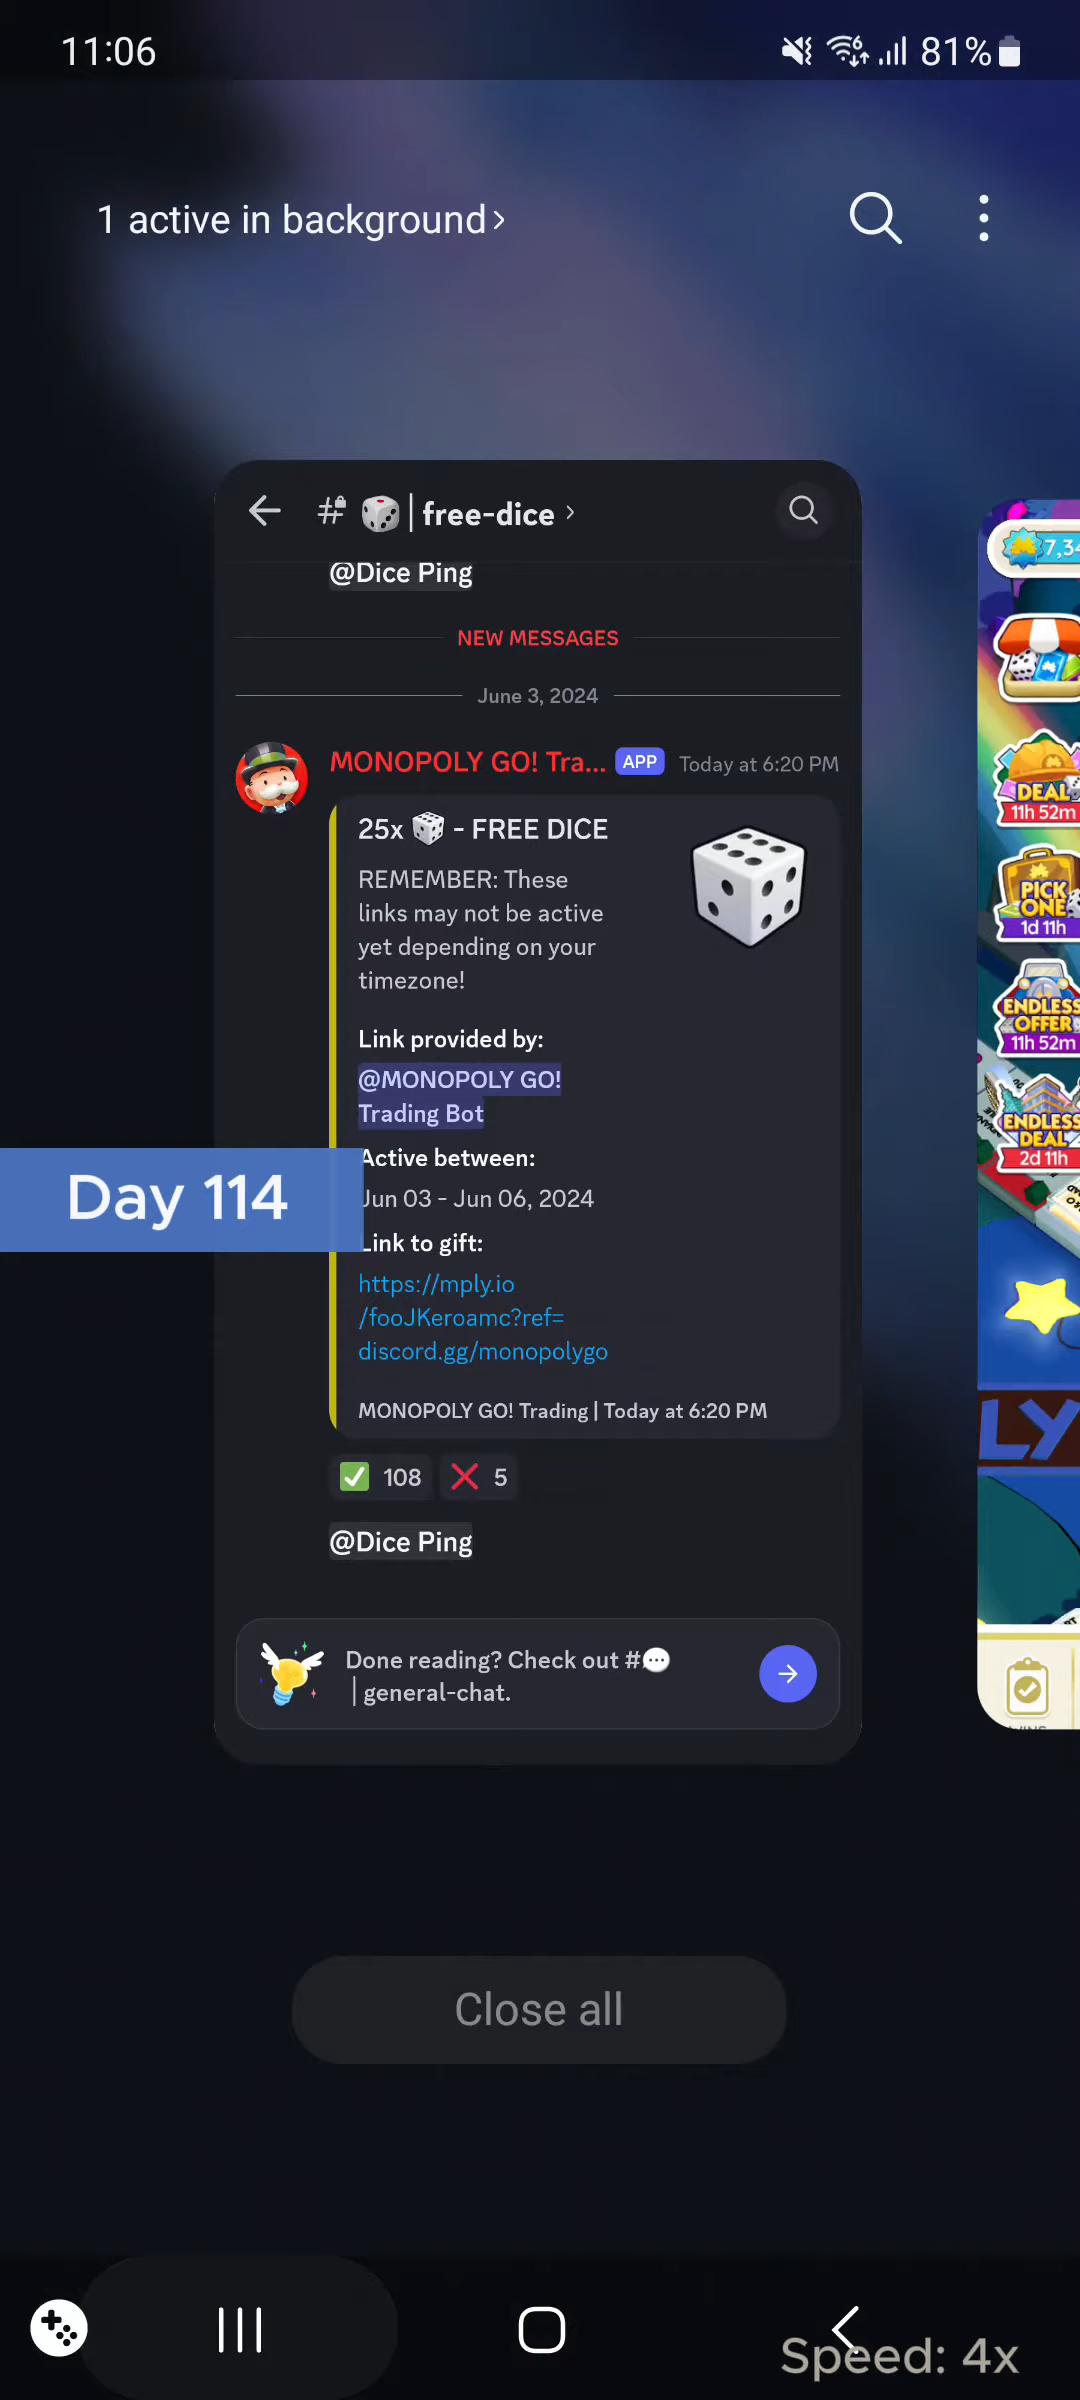 11:06
81%
1 active in background
# | free-dice
@Dice Ping
NEW MESSAGES
June 3, 2024
MONOPOLY GO! Tra... APP Today at 6:20 PM
25x - FREE DICE
REMEMBER: These
links may not be active
yet depending on your
timezone!
Link provided by:
@MONOPOLY GO!
Trading Bot
Active between:
Jun 03 - Jun 06, 2024
Link to gift:
https://mply.io
/fooJKeroamc?ref=
discord.gg/monopolygo
MONOPOLY GO! Trading | Today at 6:20 PM
108 5
@Dice Ping
Done reading? Check out #
| general-chat.
Day 114
7,34
DEAL
11h 52m
PICK
ONE
1d 11h
ENDLESS
OFFER
11h 52m
ENDLESS
DEAL
2d 11h
LY
Close all
Speed: 4x